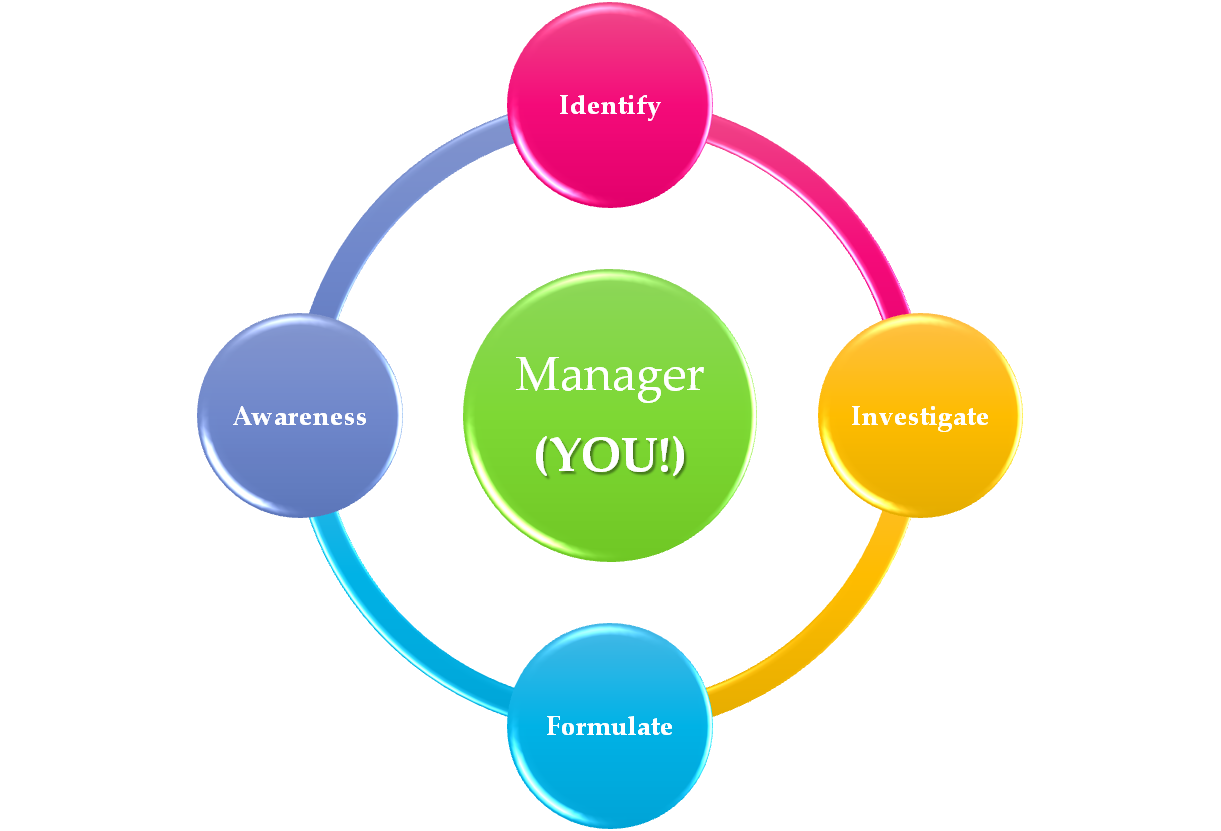 Identify
Awareness
Manager
(YOU!)
Investigate
Formulate